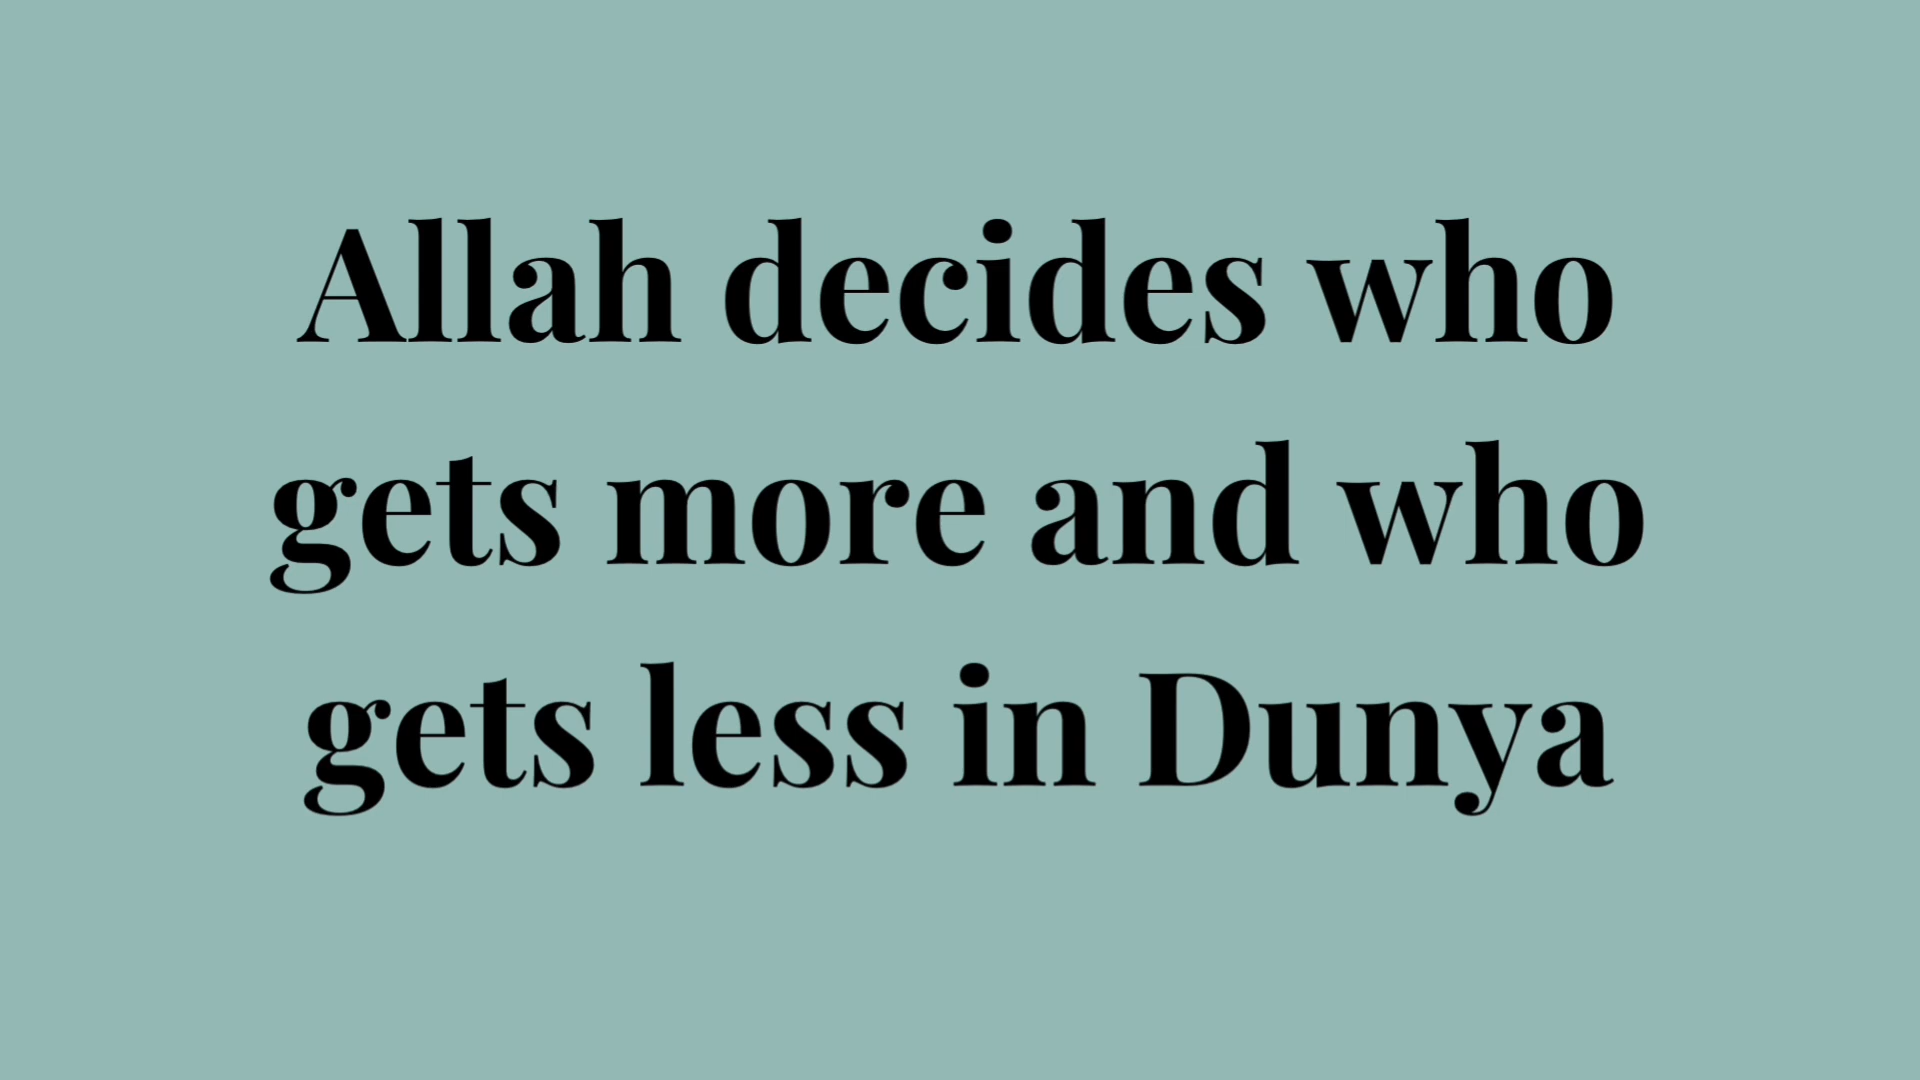 Allah decides who
gets more and who
gets less in Dunya